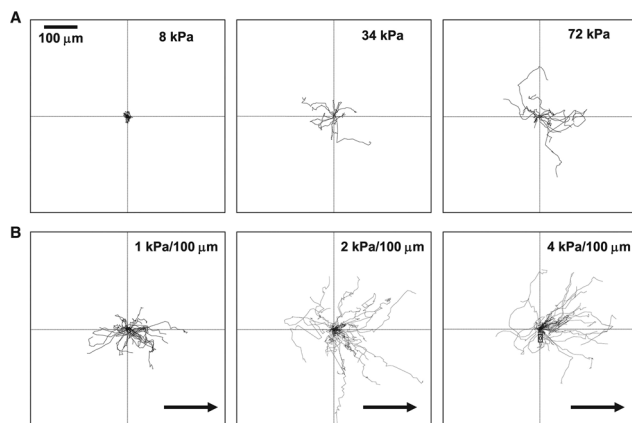 A
100 μm
8 kPa
34 kPa
72 kPa
B
1 kPa/100 μm
2 kPa/100 μm
4 kPa/100 μm